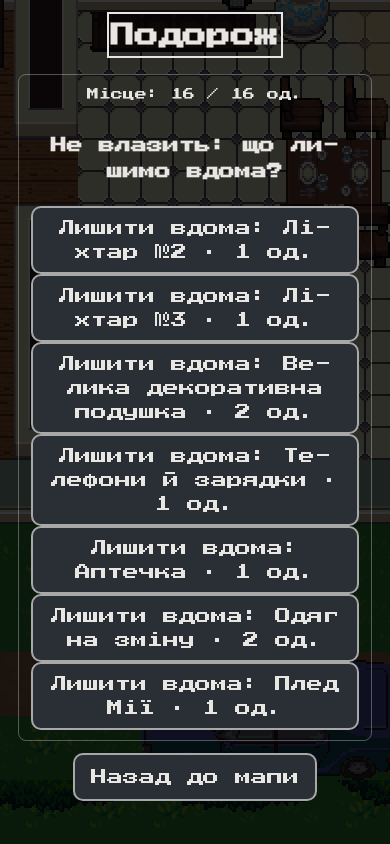 Подорож
Місце: 16 / 16 од.
Не влазить: що ли-
шимо вдома?
Лишити вдома: Лі-
хтар №2 · 1 од.
Лишити вдома: Лі-
хтар №3 · 1 од.
Лишити вдома: Ве-
лика декоративна
подушка · 2 од.
Лишити вдома: Те-
лефони й зарядки ·
1 од.
Лишити вдома:
Аптечка · 1 од.
Лишити вдома: Одяг
на зміну · 2 од.
Лишити вдома: Плед
Мії · 1 од.
Назад до мапи